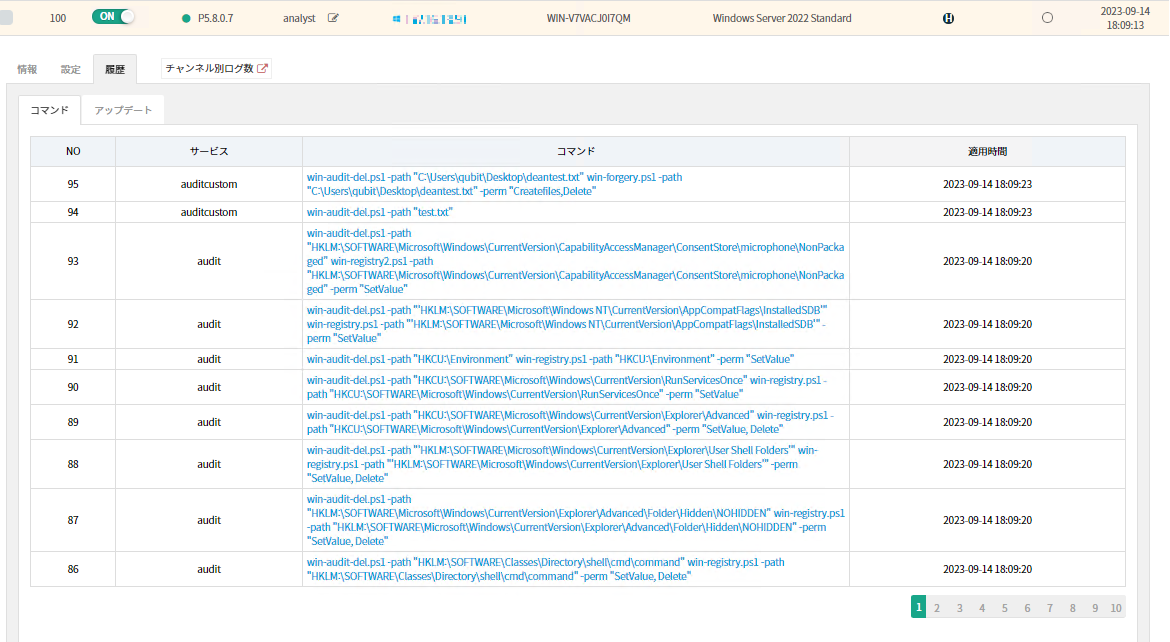 100 ON P5.8.0.7 analyst WIN-V7VACJ0I7QM Windows Server 2022 Standard H 2023-09-14
18:09:13
情報 設定 履歴 チャンネル別ログ数
コマンド アップデート
NO サービス コマンド 適用時間
95 auditcustom win-audit-del.ps1 -path "C:\Users\qubit\Desktop\deantest.txt" win-forgery.ps1 -path
"C:\Users\qubit\Desktop\deantest.txt" -perm "Createfiles,Delete" 2023-09-14 18:09:23
94 auditcustom win-audit-del.ps1 -path "test.txt" 2023-09-14 18:09:23
93 audit win-audit-del.ps1 -path
"HKLM:\SOFTWARE\Microsoft\Windows\CurrentVersion\CapabilityAccessManager\ConsentStore\microphone\NonPacka
ged" win-registry2.ps1 -path
"HKLM:\SOFTWARE\Microsoft\Windows\CurrentVersion\CapabilityAccessManager\ConsentStore\microphone\NonPacka
ged" -perm "SetValue" 2023-09-14 18:09:20
92 audit win-audit-del.ps1 -path "'HKLM:\SOFTWARE\Microsoft\Windows NT\CurrentVersion\AppCompatFlags\InstalledSDB'"
win-registry.ps1 -path "'HKLM:\SOFTWARE\Microsoft\Windows NT\CurrentVersion\AppCompatFlags\InstalledSDB'" -
perm "SetValue" 2023-09-14 18:09:20
91 audit win-audit-del.ps1 -path "HKCU:\Environment" win-registry.ps1 -path "HKCU:\Environment" -perm "SetValue" 2023-09-14 18:09:20
90 audit win-audit-del.ps1 -path "HKCU:\SOFTWARE\Microsoft\Windows\CurrentVersion\RunServicesOnce" win-registry.ps1 -
path "HKCU:\SOFTWARE\Microsoft\Windows\CurrentVersion\RunServicesOnce" -perm "SetValue" 2023-09-14 18:09:20
89 audit win-audit-del.ps1 -path "HKCU:\SOFTWARE\Microsoft\Windows\CurrentVersion\Explorer\Advanced" win-registry.ps1 -
path "HKCU:\SOFTWARE\Microsoft\Windows\CurrentVersion\Explorer\Advanced" -perm "SetValue, Delete" 2023-09-14 18:09:20
88 audit win-audit-del.ps1 -path "'HKLM:\SOFTWARE\Microsoft\Windows\CurrentVersion\Explorer\User Shell Folders'" win-
registry.ps1 -path "'HKLM:\SOFTWARE\Microsoft\Windows\CurrentVersion\Explorer\User Shell Folders'" -perm
"SetValue, Delete" 2023-09-14 18:09:20
87 audit win-audit-del.ps1 -path
"HKLM:\SOFTWARE\Microsoft\Windows\CurrentVersion\Explorer\Advanced\Folder\Hidden\NOHIDDEN" win-registry.ps1
-path "HKLM:\SOFTWARE\Microsoft\Windows\CurrentVersion\Explorer\Advanced\Folder\Hidden\NOHIDDEN" -perm
"SetValue, Delete" 2023-09-14 18:09:20
86 audit win-audit-del.ps1 -path "HKLM:\SOFTWARE\Classes\Directory\shell\cmd\command" win-registry.ps1 -path
"HKLM:\SOFTWARE\Classes\Directory\shell\cmd\command" -perm "SetValue, Delete" 2023-09-14 18:09:20
1 2 3 4 5 6 7 8 9 10